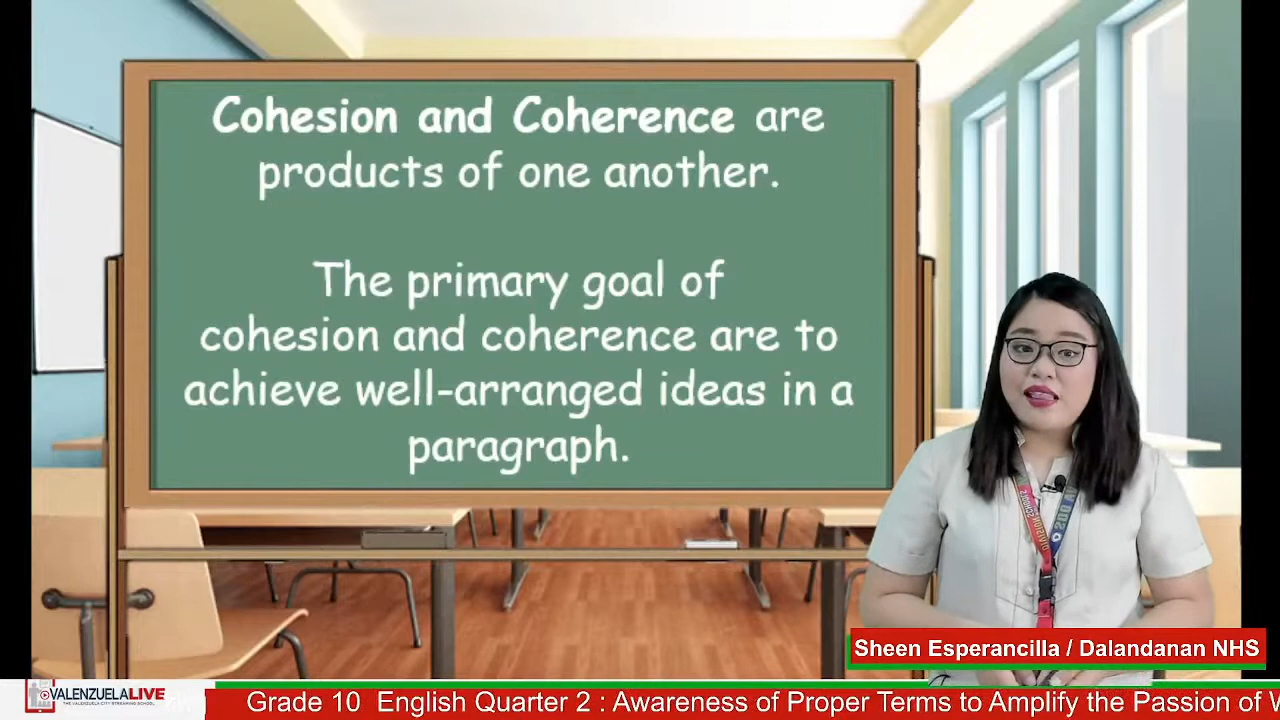 Cohesion and Coherence are
products of one another.
The primary goal of
cohesion and coherence are to
achieve well-arranged ideas in a
paragraph.
DIVISION SCHOOLS
Sheen Esperancilla / Dalandanan NHS
VALENZUELALIVE
THE VALENZUELA CITY STREAMING SCHOOL
Grade 10 English Quarter 2 : Awareness of Proper Terms to Amplify the Passion of W